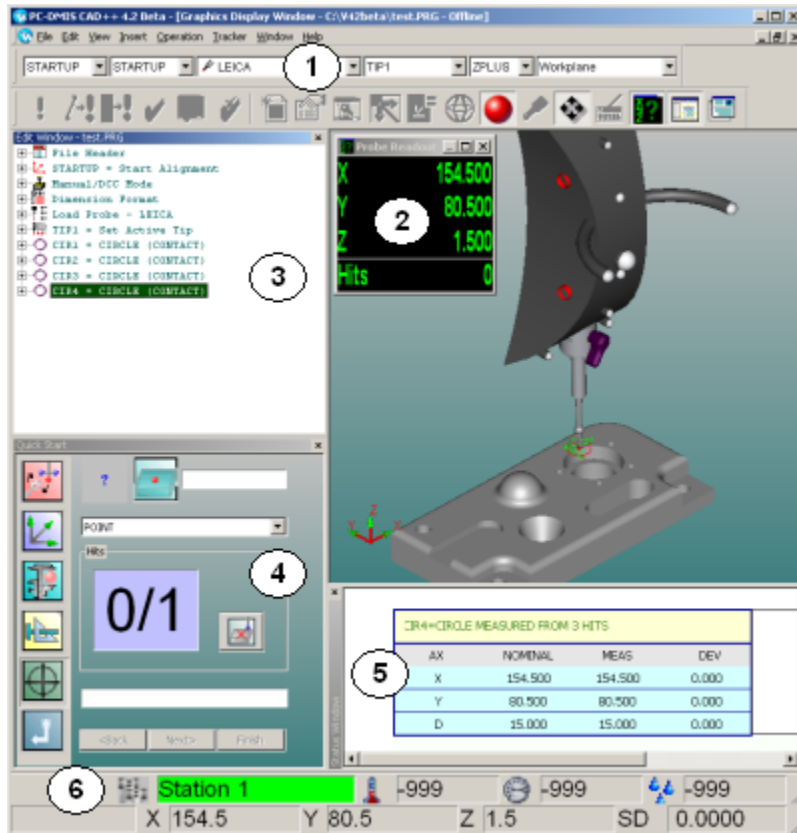 PC-DMIS CAD++ 4.2 Beta - [Graphics Display Window - C:\V42beta\test.PRG - Offline]
File Edit View Insert Operation Tracker Window Help
STARTUP STARTUP LEICA 1 TIP1 ZPLUS Workplane
Edit Window - test.PRG
File Header
STARTUP = Start Alignment
Manual/DCC Mode
Dimension Format
Load Probe - LEICA
TIP1 = Set Active Tip
CIR1 = CIRCLE (CONTACT)
CIR2 = CIRCLE (CONTACT)
CIR3 = CIRCLE (CONTACT)
CIR4 = CIRCLE (CONTACT)
3
Probe Readout
X 154.500
Y 80.500
2
Z 1.500
Hits 0
Z
Y X
Quick Start
?
POINT
Hits
0/1
4
<Back Next> Finish
Status Window
CIR4=CIRCLE MEASURED FROM 3 HITS
AX NOMINAL MEAS DEV
5
X 154.500 154.500 0.000
Y 80.500 80.500 0.000
D 15.000 15.000 0.000
6 Station 1 -999 -999 -999
X 154.5 Y 80.5 Z 1.5 SD 0.0000